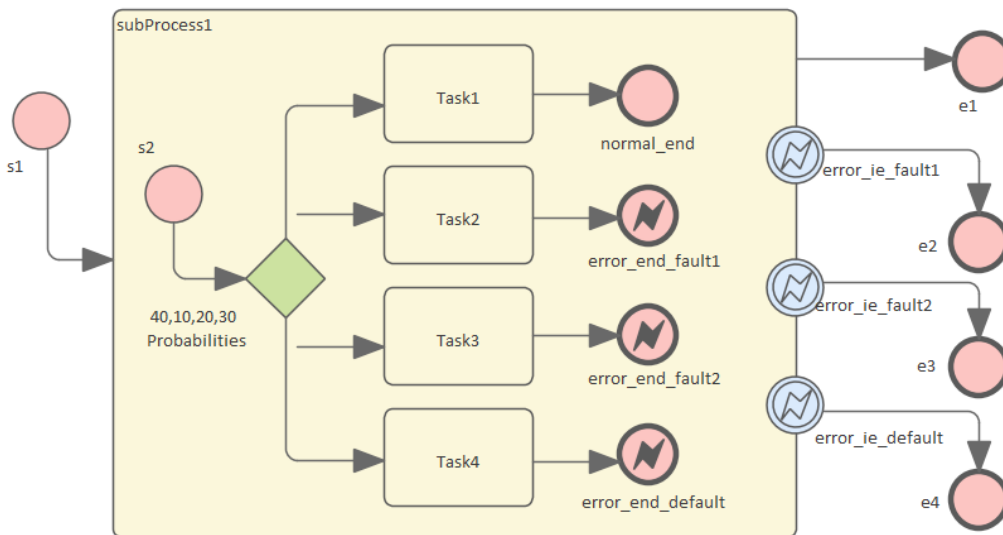 subProcess1
s1
s2
40,10,20,30
Probabilities
Task1
normal_end
Task2
error_end_fault1
Task3
error_end_fault2
Task4
error_end_default
e1
error_ie_fault1
e2
error_ie_fault2
e3
error_ie_default
e4